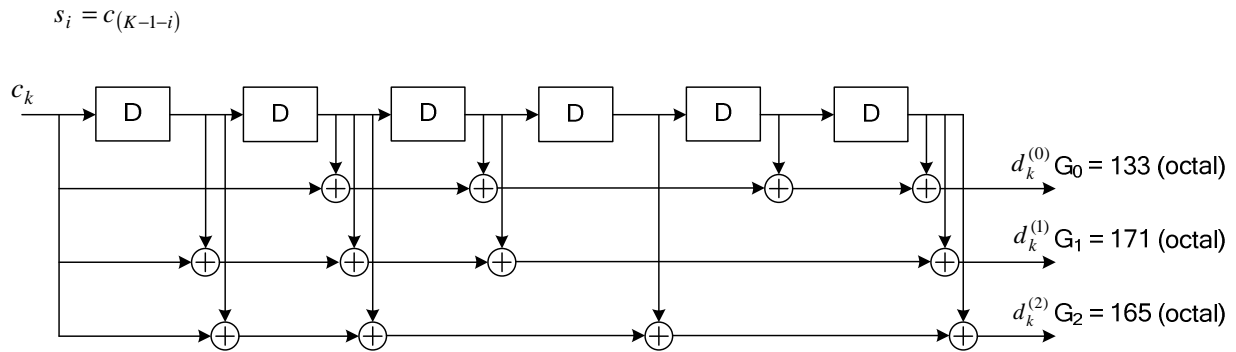 s_i = c_(K−1−i)
c_k
D D D D D D
d_k^(0) G_0 = 133 (octal)
d_k^(1) G_1 = 171 (octal)
d_k^(2) G_2 = 165 (octal)